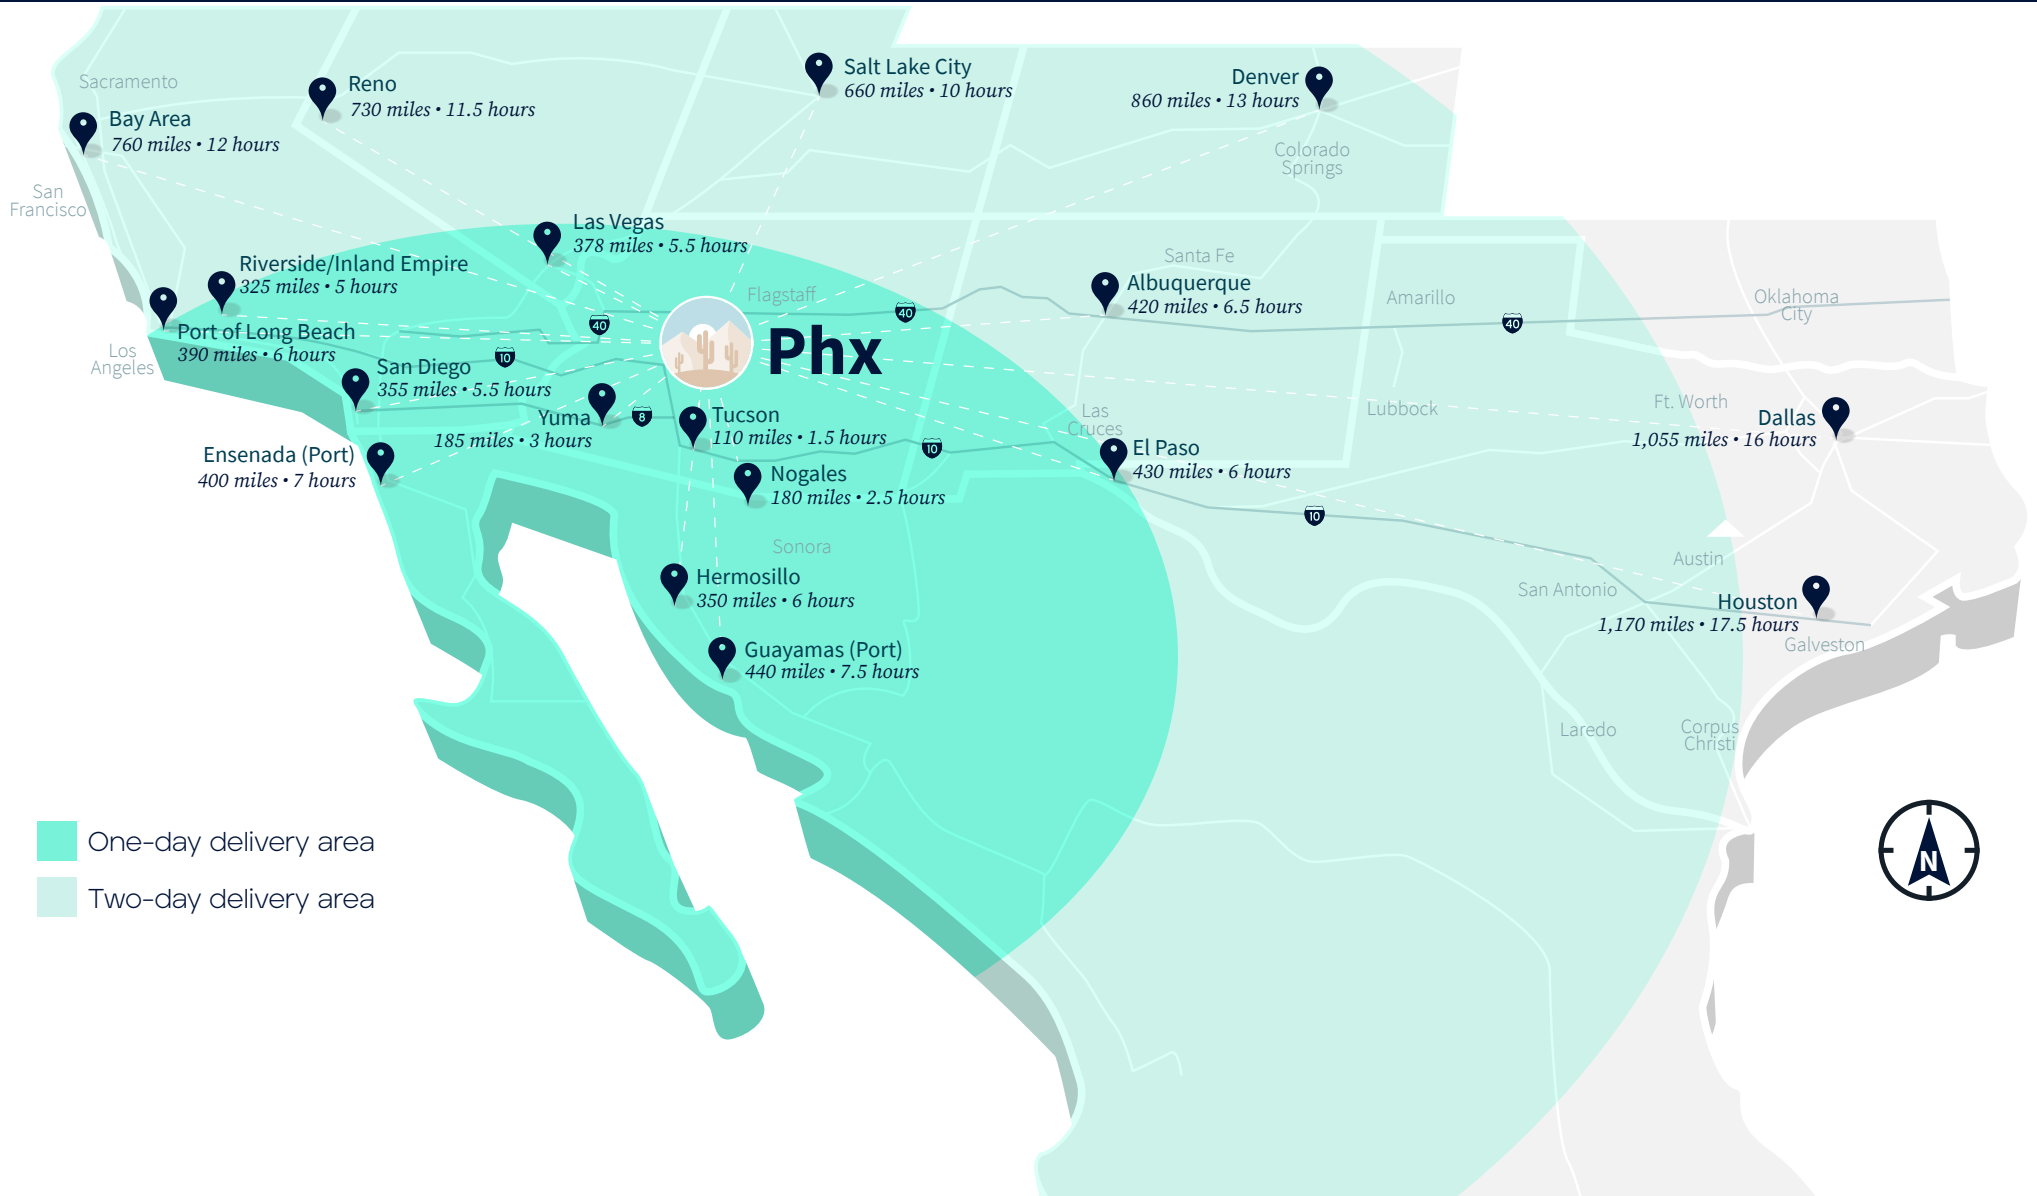 Sacramento
Reno
730 miles • 11.5 hours
Salt Lake City
660 miles • 10 hours
Denver
860 miles • 13 hours
Bay Area
760 miles • 12 hours
Colorado
Springs
San
Francisco
Las Vegas
378 miles • 5.5 hours
Riverside/Inland Empire
325 miles • 5 hours
Santa Fe
Flagstaff
Albuquerque
420 miles • 6.5 hours
Amarillo
Oklahoma
City
40
40
40
Port of Long Beach
390 miles • 6 hours
Los
Angeles
10
Phx
San Diego
355 miles • 5.5 hours
Yuma
185 miles • 3 hours
8
Tucson
110 miles • 1.5 hours
10
Las
Cruces
Lubbock
Ft. Worth
Dallas
1,055 miles • 16 hours
Ensenada (Port)
400 miles • 7 hours
El Paso
430 miles • 6 hours
Nogales
180 miles • 2.5 hours
10
Sonora
Austin
San Antonio
Hermosillo
350 miles • 6 hours
Houston
1,170 miles • 17.5 hours
Galveston
Guayamas (Port)
440 miles • 7.5 hours
Laredo
Corpus
Christi
One-day delivery area
Two-day delivery area
N